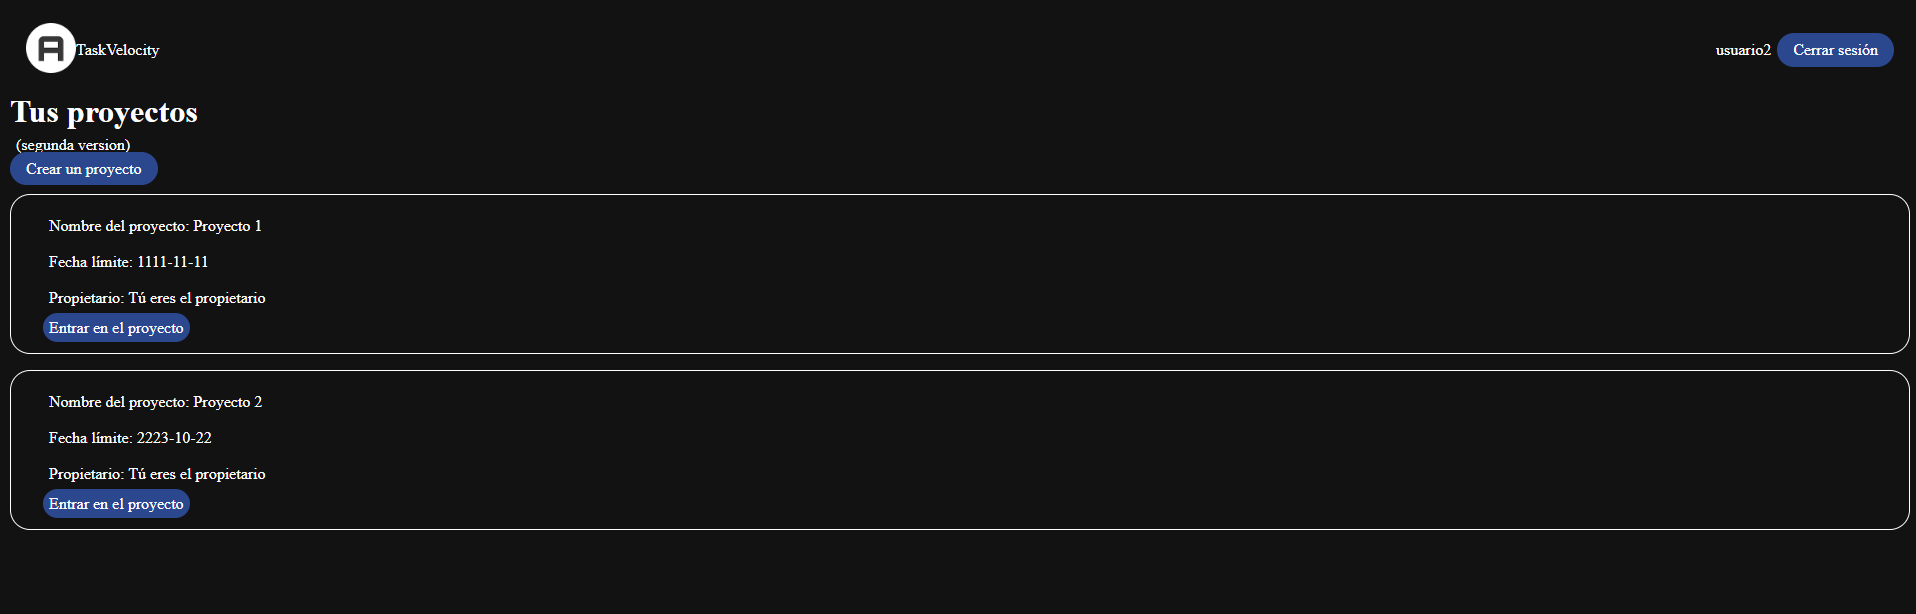 TaskVelocity
usuario2 Cerrar sesión
Tus proyectos
(segunda version)
Crear un proyecto
Nombre del proyecto: Proyecto 1
Fecha límite: 1111-11-11
Propietario: Tú eres el propietario
Entrar en el proyecto
Nombre del proyecto: Proyecto 2
Fecha límite: 2223-10-22
Propietario: Tú eres el propietario
Entrar en el proyecto